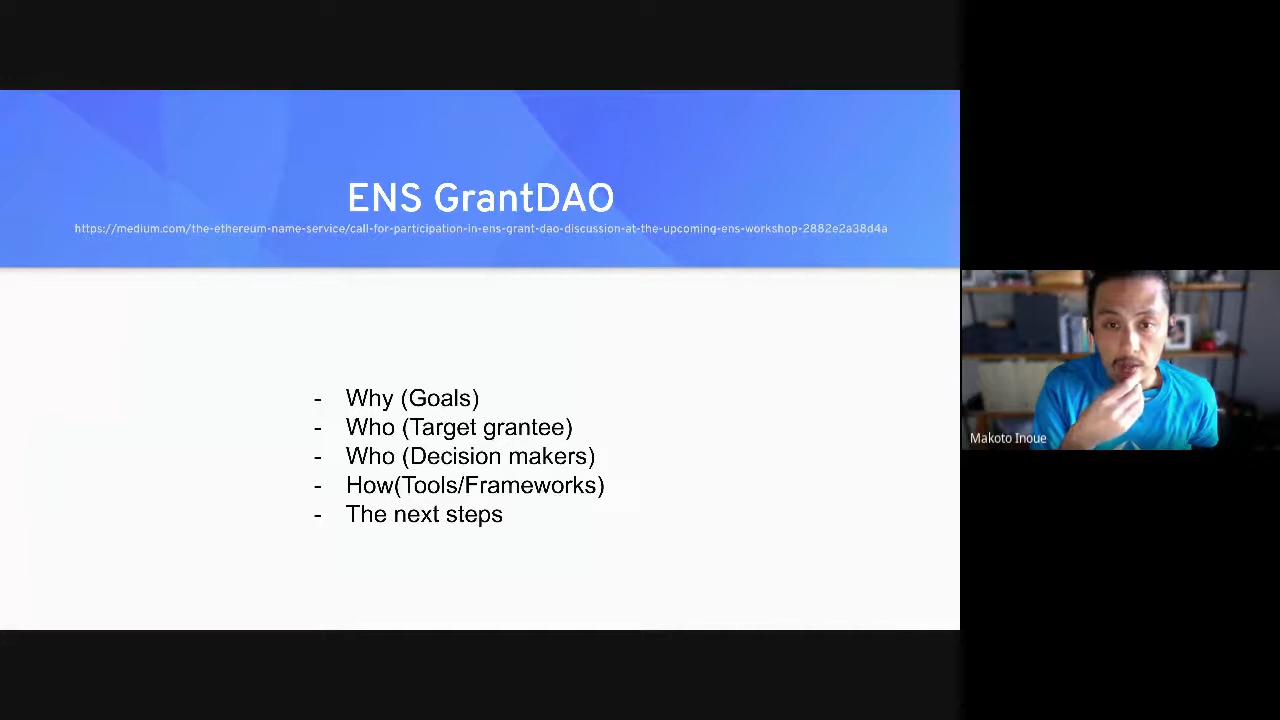 ENS GrantDAO
https://medium.com/the-ethereum-name-service/call-for-participation-in-ens-grant-dao-discussion-at-the-upcoming-ens-workshop-2882e2a38d4a
- Why (Goals)
- Who (Target grantee)
- Who (Decision makers)
- How(Tools/Frameworks)
- The next steps
Makoto Inoue